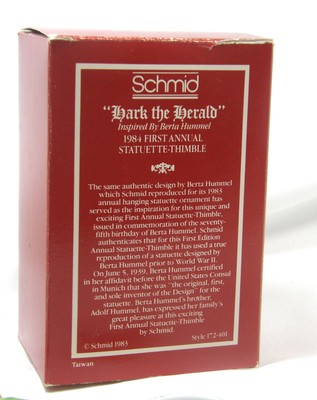 Schmid
"Hark the Herald"
Inspired By Berta Hummel
1984 FIRST ANNUAL
STATUETTE-THIMBLE
The same authentic design by Berta Hummel
which Schmid reproduced for its 1983
annual hanging statuette ornament has
served as the inspiration for this unique and
exciting First Annual Statuette-Thimble,
issued in commemoration of the seventy-
fifth birthday of Berta Hummel. Schmid
authenticates that for this First Edition
Annual Statuette-Thimble it has used a true
reproduction of a statuette designed by
Berta Hummel prior to World War II.
On June 5, 1939, Berta Hummel certified
in her affidavit before the United States Consul
in Munich that she was "the original, first,
and sole inventor of the Design" for the
statuette. Berta Hummel's brother,
Adolf Hummel, has expressed her family's
great pleasure at this exciting
First Annual Statuette-Thimble
by Schmid.
© Schmid 1983 Style 172-401
Taiwan